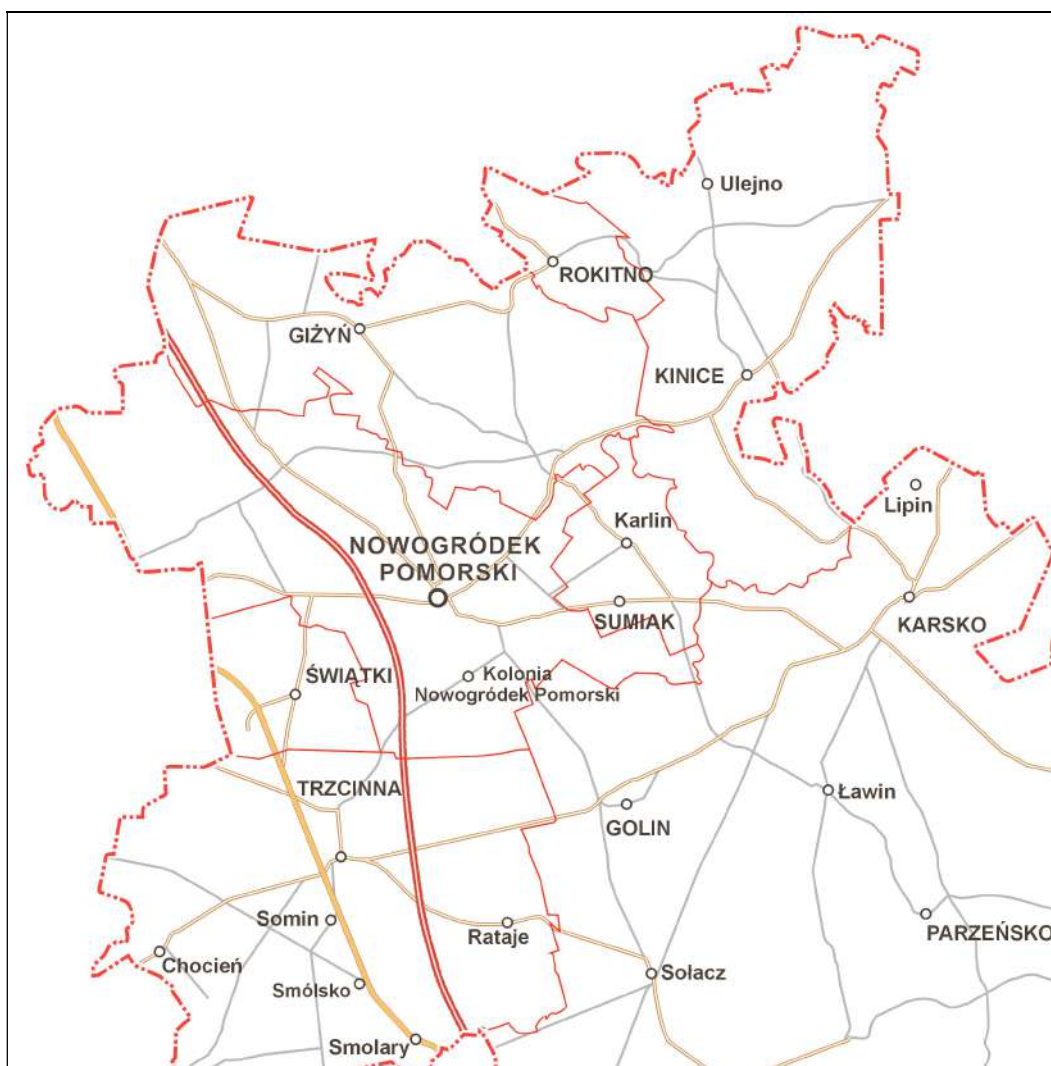 Ulejno
ROKITNO
GIŻYŃ
KINICE
Lipin
Karlin
NOWOGRÓDEK
POMORSKI
SUMIAK
KARSKO
ŚWIĄTKI
Kolonia
Nowogródek Pomorski
TRZCINNA
Ławin
GOLIN
Somin
Rataje
PARZEŃSKO
Chocień
Smólsko
Solacz
Smolary